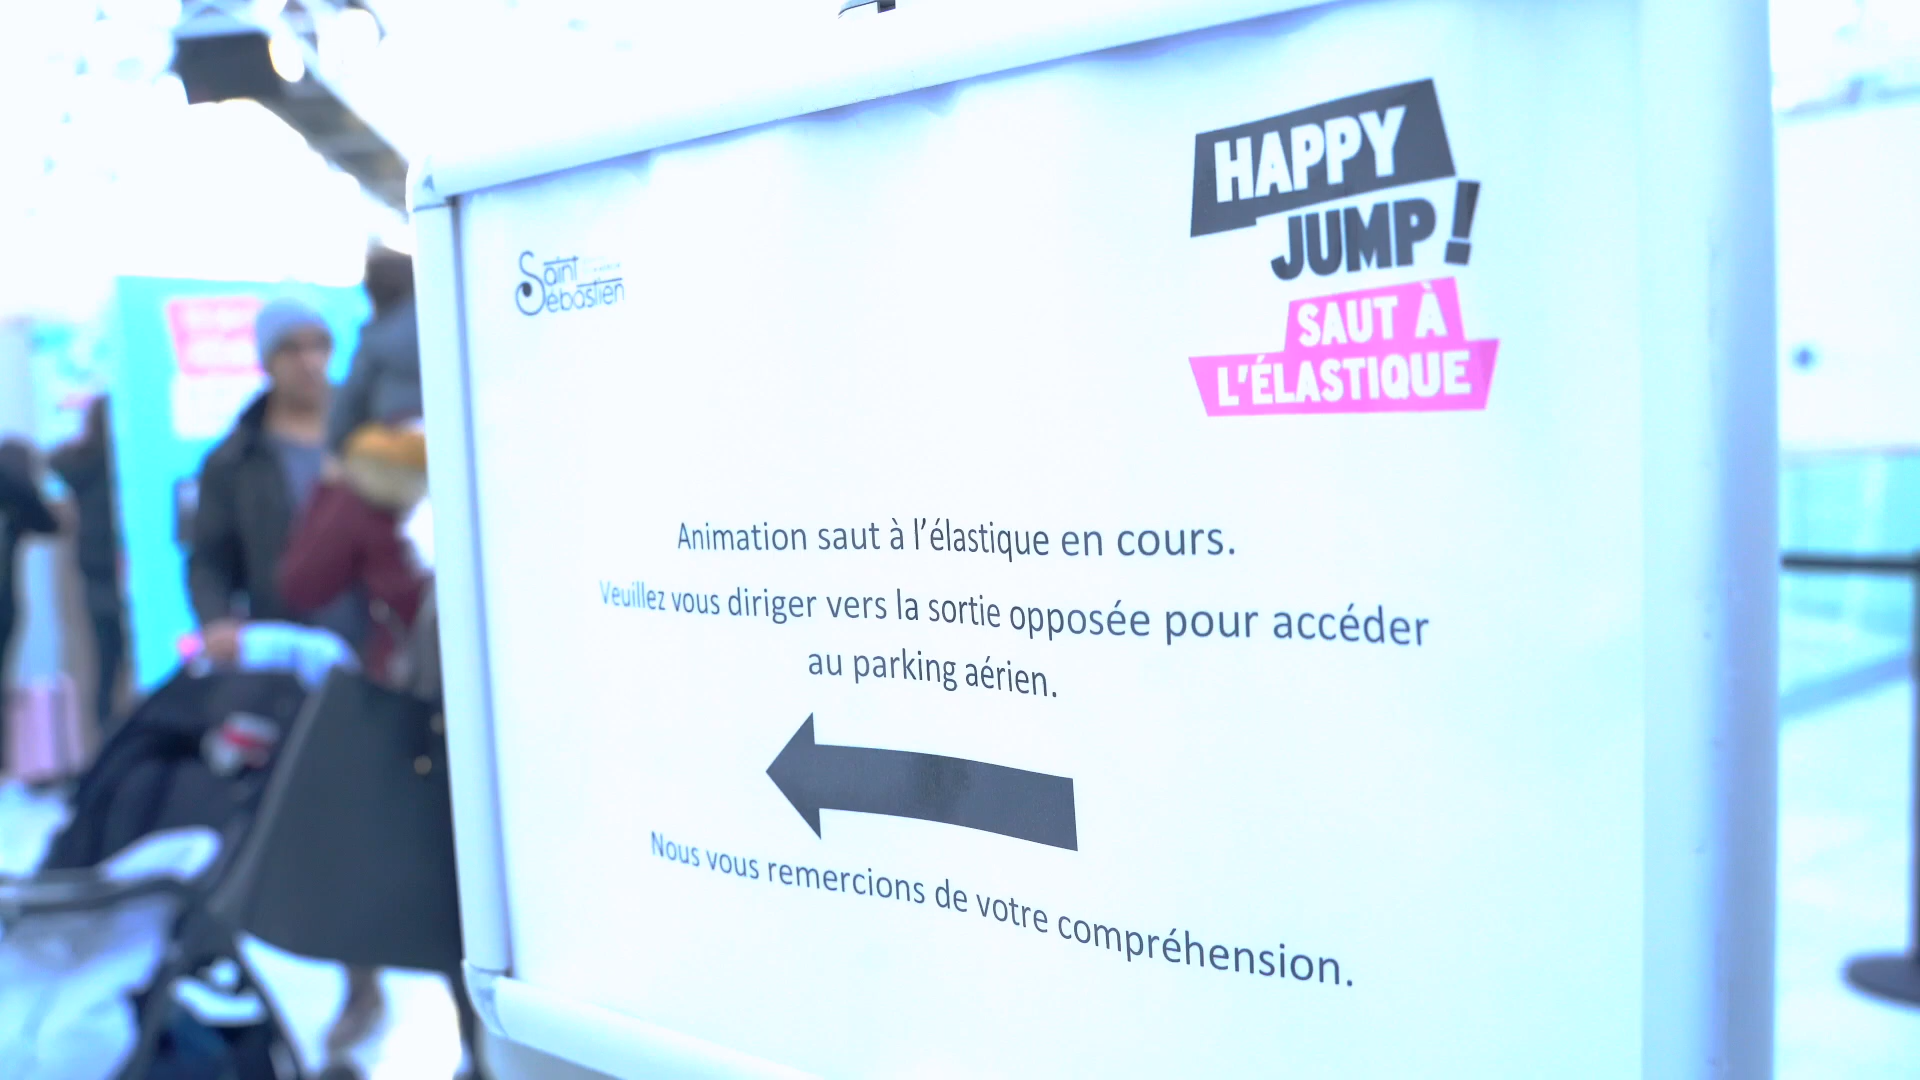 Saint
Sébastien
HAPPY
JUMP !
SAUT À
L'ÉLASTIQUE
Animation saut à l'élastique en cours.
Veuillez vous diriger vers la sortie opposée pour accéder
au parking aérien.
Nous vous remercions de votre compréhension.